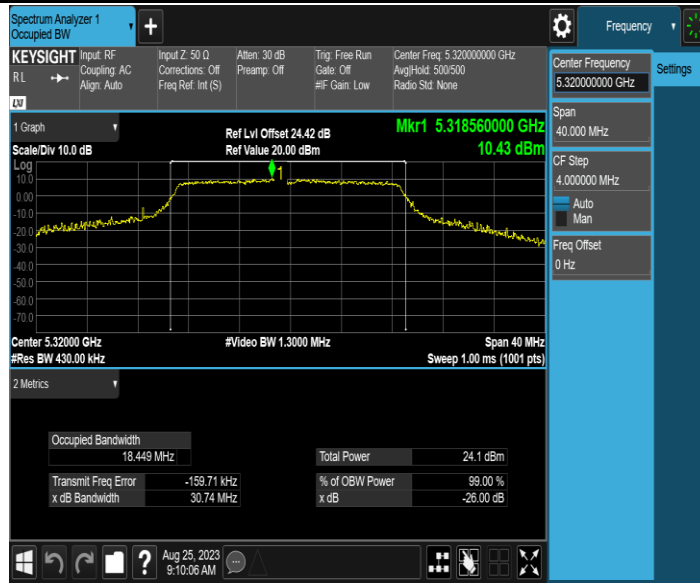 Spectrum Analyzer 1
Occupied BW
Frequency
KEYSIGHT
RL
LXI
Input: RF
Coupling: AC
Align: Auto
Input Z: 50 Ω
Corrections: Off
Freq Ref: Int (S)
Atten: 30 dB
Preamp: Off
Trig: Free Run
Gate: Off
#IF Gain: Low
Center Freq: 5.320000000 GHz
Avg|Hold: 500/500
Radio Std: None
Center Frequency
5.320000000 GHz
Settings
Span
40.000 MHz
CF Step
4.000000 MHz
Auto
Man
Freq Offset
0 Hz
1 Graph
Scale/Div 10.0 dB
Ref Lvl Offset 24.42 dB
Ref Value 20.00 dBm
Mkr1 5.318560000 GHz
10.43 dBm
Log
10.0
0.00
-10.0
-20.0
-30.0
-40.0
-50.0
-60.0
-70.0
1
Center 5.32000 GHz
#Res BW 430.00 kHz
#Video BW 1.3000 MHz
Span 40 MHz
Sweep 1.00 ms (1001 pts)
2 Metrics
Occupied Bandwidth
18.449 MHz
Total Power 24.1 dBm
Transmit Freq Error -159.71 kHz
% of OBW Power 99.00 %
x dB Bandwidth 30.74 MHz
x dB -26.00 dB
Aug 25, 2023
9:10:06 AM